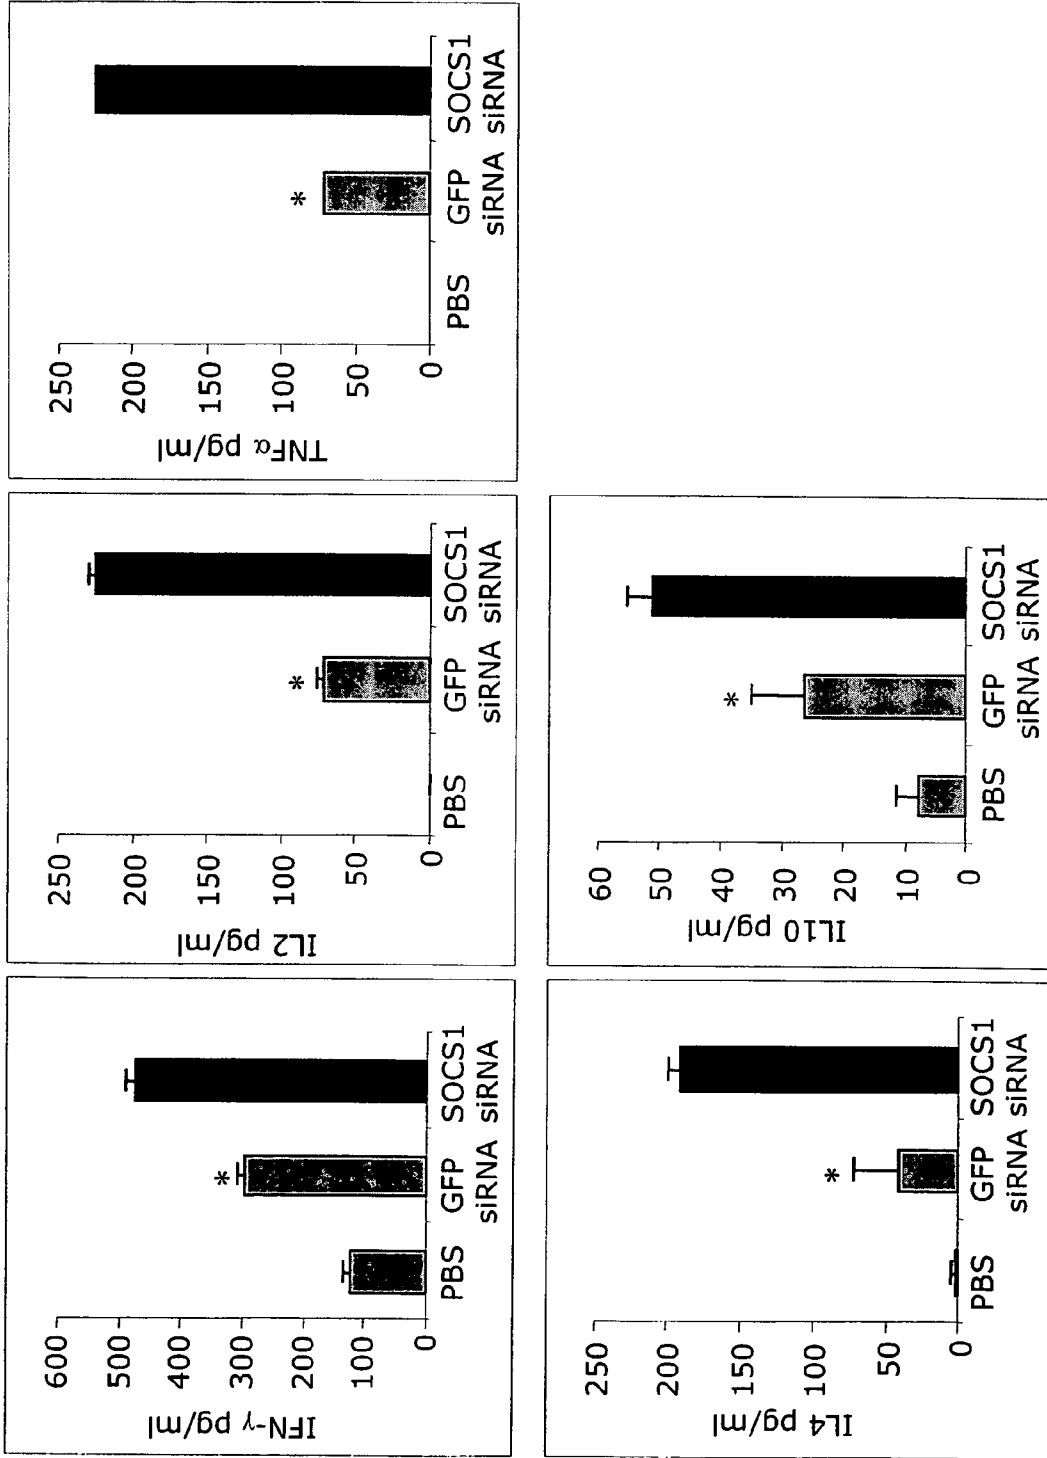 IFN-γ pg/ml
600
500
400
300
200
100
0
*
PBS GFP SOCS1
siRNA siRNA
IL2 pg/ml
250
200
150
100
50
0
*
PBS GFP SOCS1
siRNA siRNA
TNFα pg/ml
250
200
150
100
50
0
*
PBS GFP SOCS1
siRNA siRNA
IL4 pg/ml
250
200
150
100
50
0
*
PBS GFP SOCS1
siRNA siRNA
IL10 pg/ml
60
50
40
30
20
10
0
*
PBS GFP SOCS1
siRNA siRNA